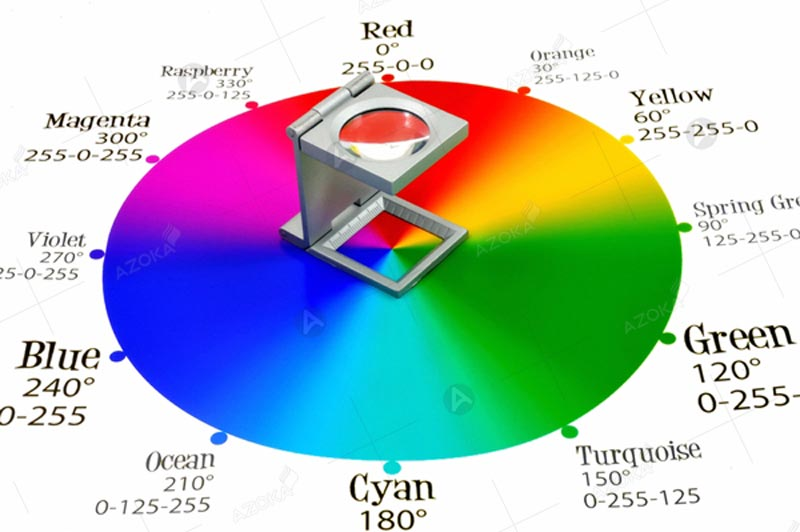 Red
0°
255-0-0
Orange
30°
255-125-0
Yellow
60°
255-255-0
Spring Gre
90°
125-255-0
Green
120°
0-255-
Turquoise
150°
0-255-125
Cyan
180°
Ocean
210°
0-125-255
Blue
240°
0-255
Violet
270°
25-0-255
Magenta
300°
255-0-255
Raspberry
330°
255-0-125
AZOKA